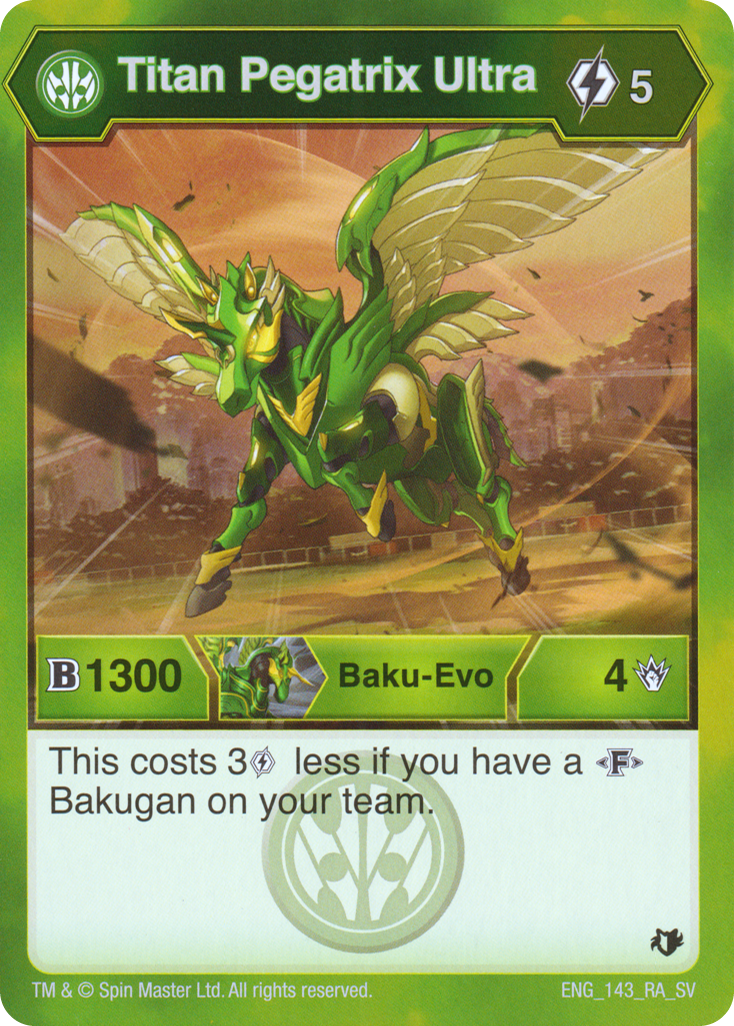 Titan Pegatrix Ultra 5
B 1300 Baku-Evo 4
This costs 3 less if you have a <F>
Bakugan on your team.
TM & © Spin Master Ltd. All rights reserved. ENG_143_RA_SV